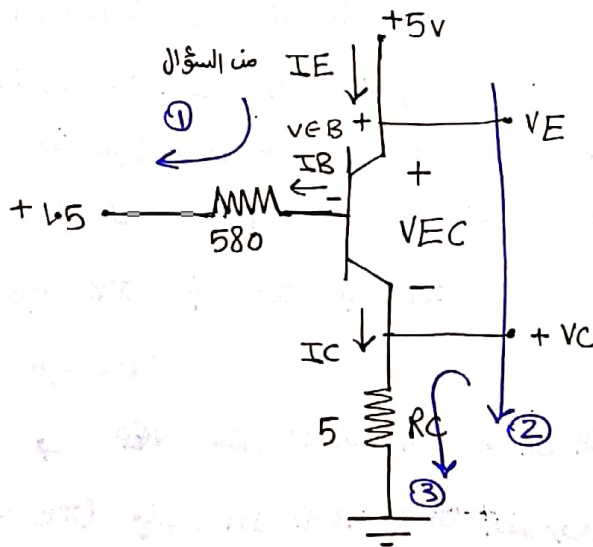 +5v
من السؤال
IE
①
VEB +
VE
IB
+
-
+ 1.5
580
VEC
-
IC
+ VC
5
RC
②
③